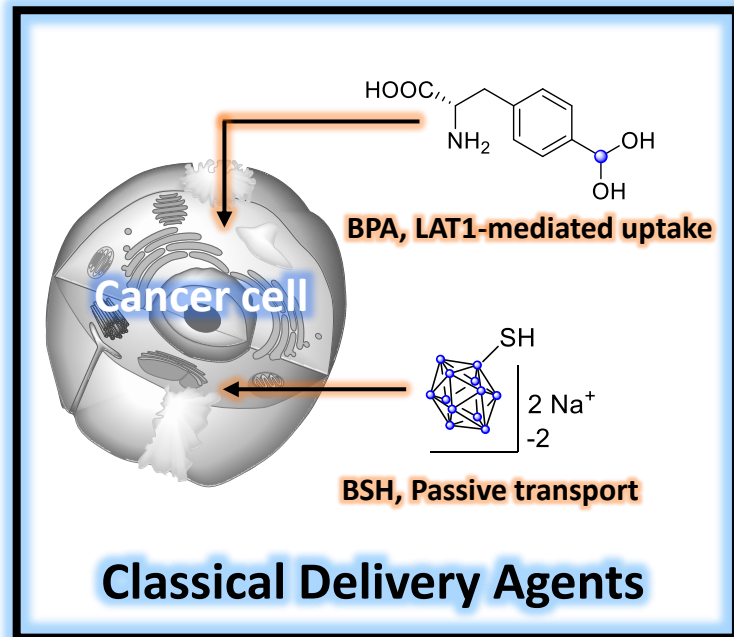 HOOC
NH2
OH
OH
BPA, LAT1-mediated uptake
Cancer cell
SH
2 Na+
-2
BSH, Passive transport
Classical Delivery Agents